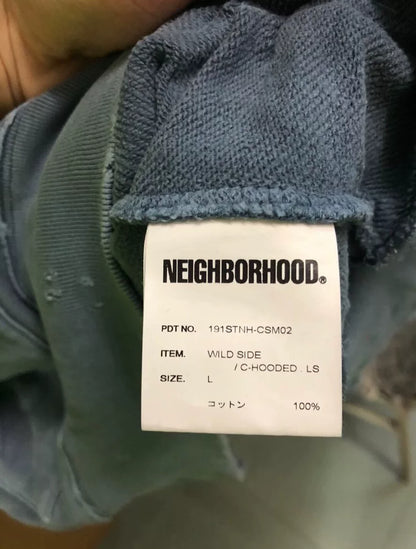 NEIGHBORHOOD®
PDT NO. 191STNH-CSM02
ITEM. WILD SIDE
/ C-HOODED . LS
SIZE. L
コットン 100%